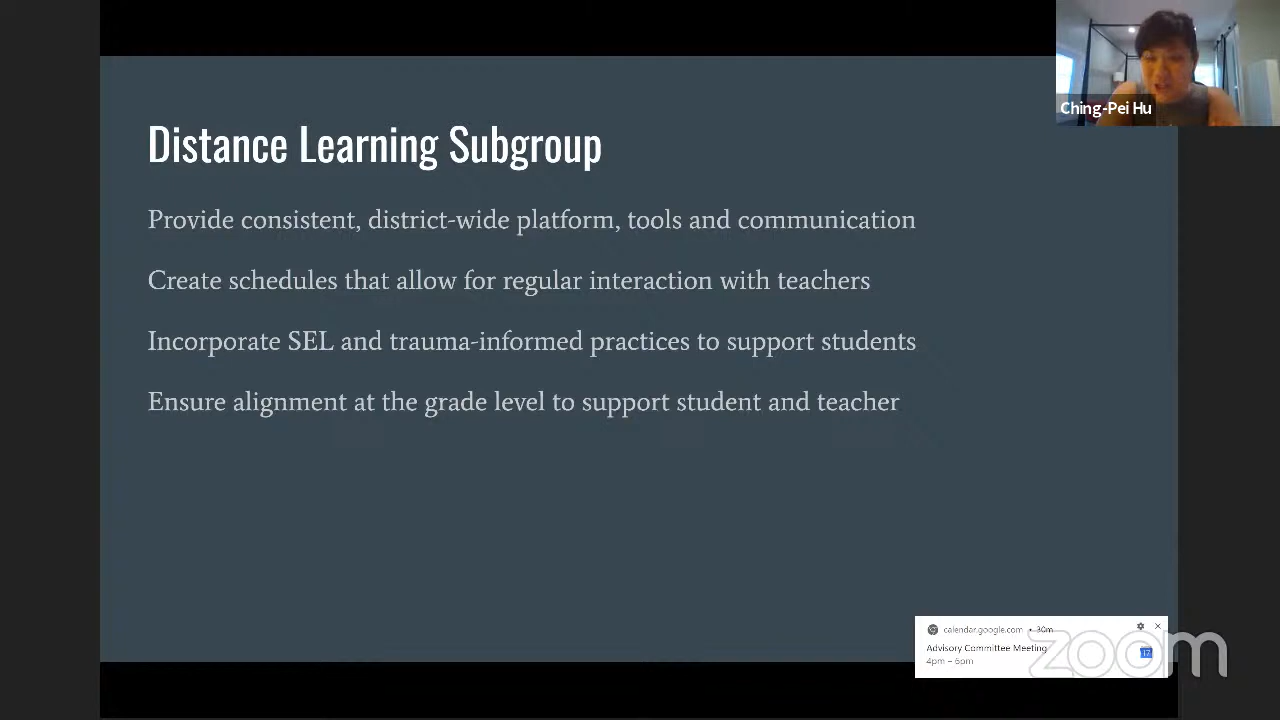 Ching-Pei Hu
Distance Learning Subgroup
Provide consistent, district-wide platform, tools and communication
Create schedules that allow for regular interaction with teachers
Incorporate SEL and trauma-informed practices to support students
Ensure alignment at the grade level to support student and teacher
calendar.google.com • 30m
Advisory Committee Meeting
4pm – 6pm
17
zoom